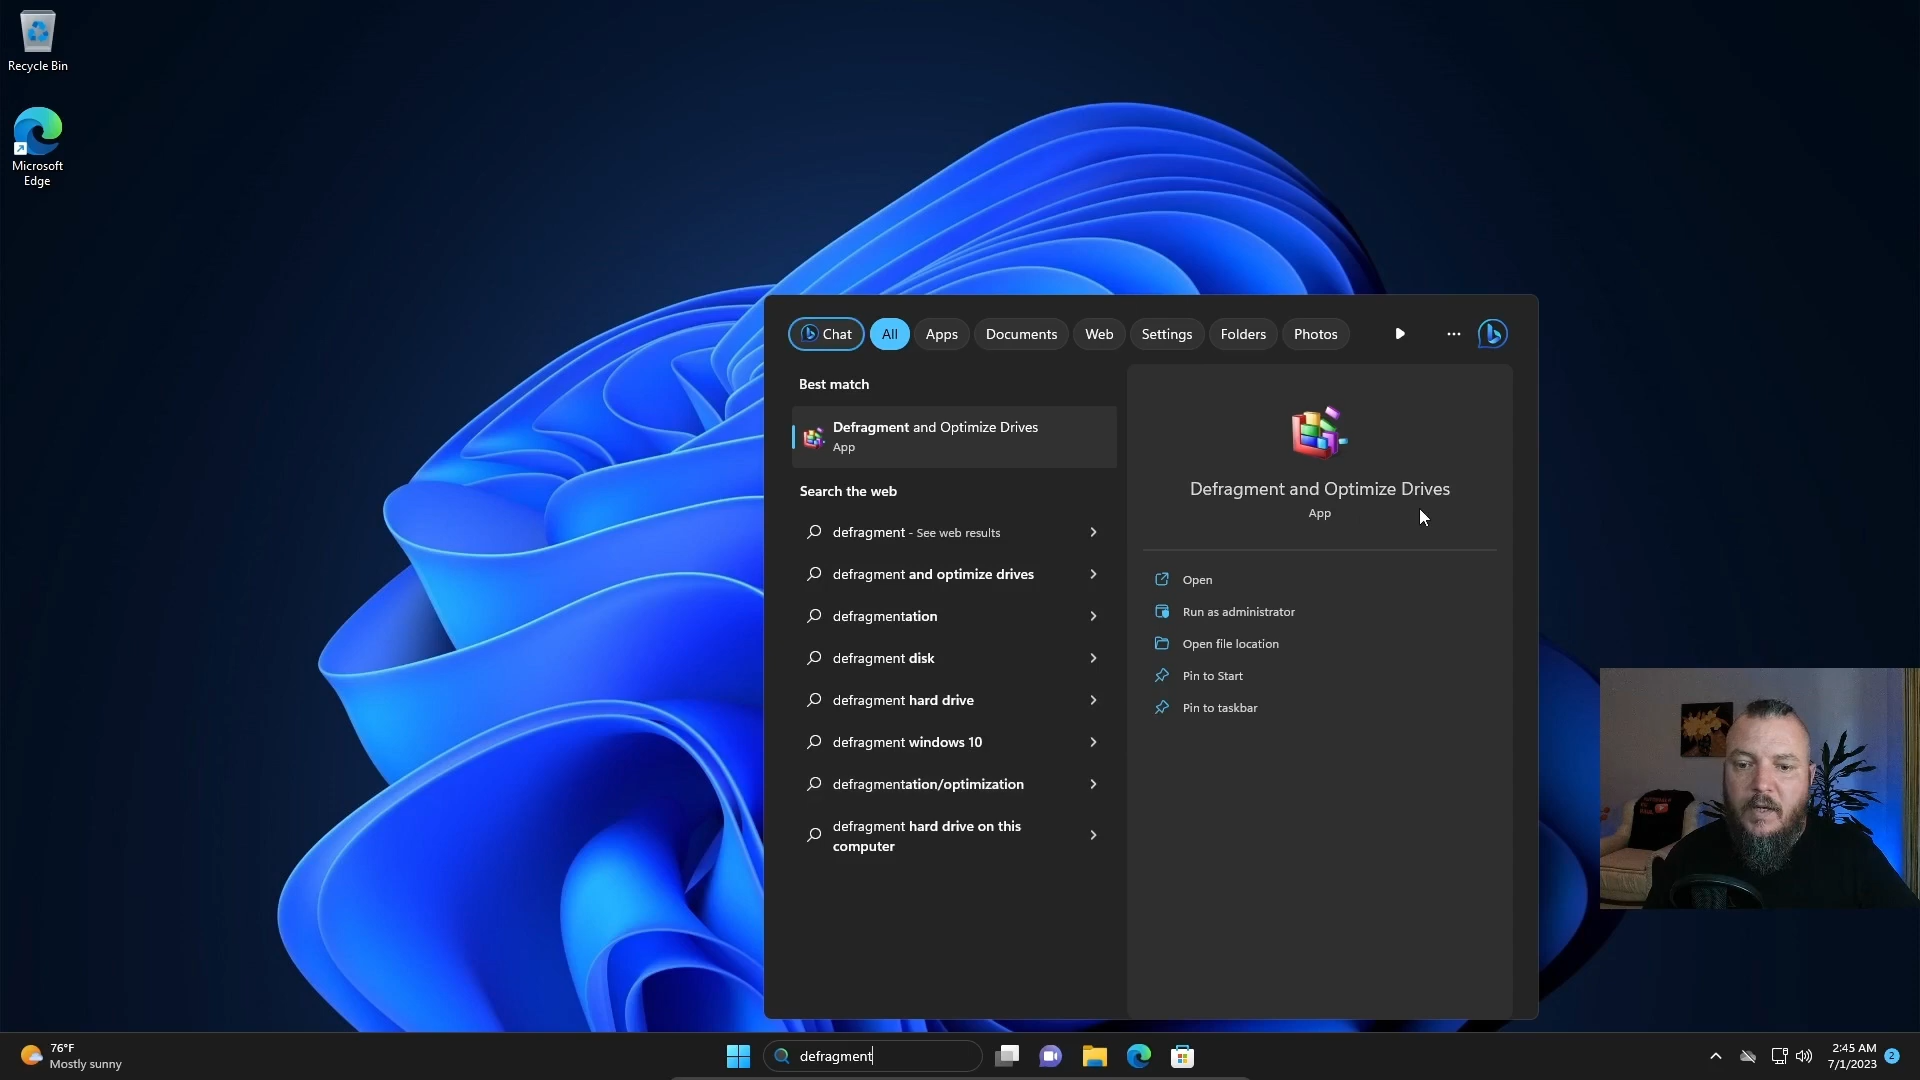 Recycle Bin
Microsoft
Edge
Chat
All
Apps
Documents
Web
Settings
Folders
Photos
Best match
Defragment and Optimize Drives
App
Search the web
defragment - See web results
defragment and optimize drives
defragmentation
defragment disk
defragment hard drive
defragment windows 10
defragmentation/optimization
defragment hard drive on this
computer
Defragment and Optimize Drives
App
Open
Run as administrator
Open file location
Pin to Start
Pin to taskbar
76°F
Mostly sunny
defragment
2:45 AM
7/1/2023
2